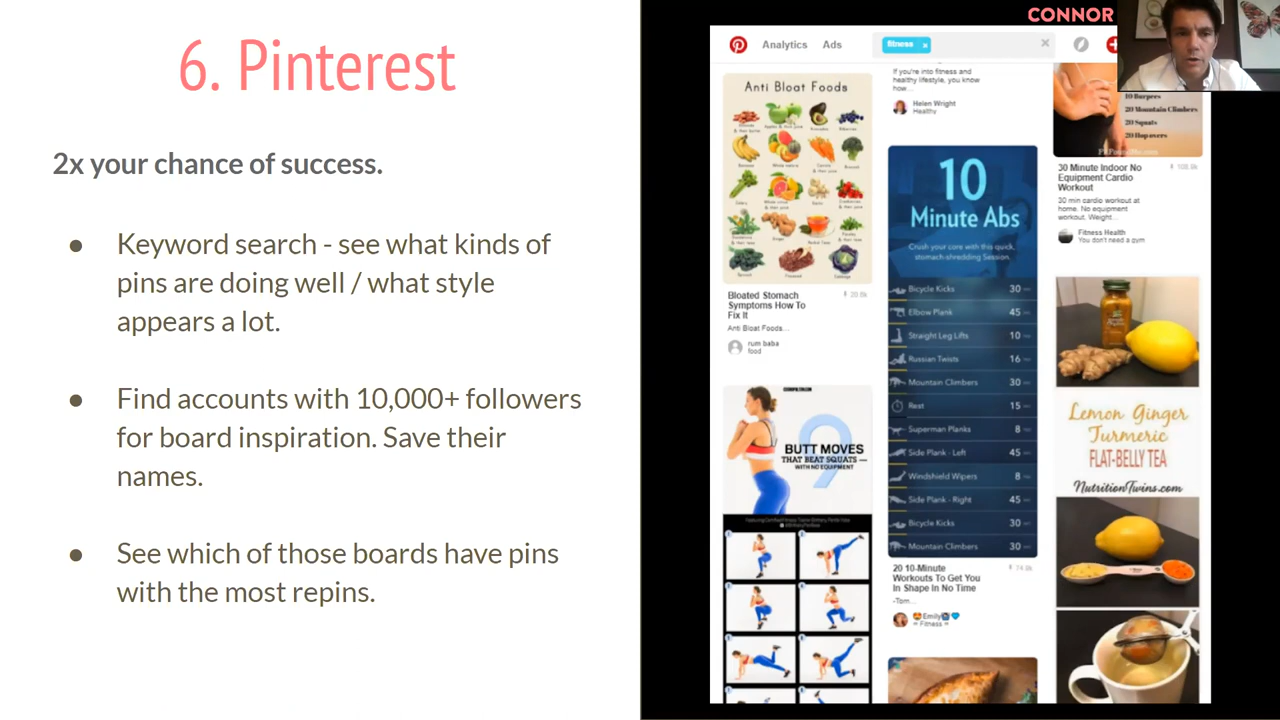 6. Pinterest
2x your chance of success.
● Keyword search - see what kinds of
pins are doing well / what style
appears a lot.
● Find accounts with 10,000+ followers
for board inspiration. Save their
names.
● See which of those boards have pins
with the most repins.
CONNOR
Analytics Ads fitness × ×
Anti Bloat Foods
Bloated Stomach
Symptoms How To
Fix It
Anti Bloat Foods...
rum baba
food
COSMOPOLITAN
9
BUTT MOVES
THAT BEAT SQUATS —
WITH NO EQUIPMENT
If you're into fitness and
healthy lifestyle, you know
how...
Helen Wright
Healthy
10
Minute Abs
Crush your core with this quick,
stomach-shredding Session.
Bicycle Kicks 30
Elbow Plank 45
Straight Leg Lifts 10
Russian Twists 16
Mountain Climbers 30
Rest 15
Superman Planks 8
Side Plank - Left 45
Windshield Wipers 8
Side Plank - Right 45
Bicycle Kicks 30
Mountain Climbers 30
20 10-Minute
Workouts To Get You
In Shape In No Time
-Tom...
Emily
Fitness
10 Burpees
20 Mountain Climbers
20 Squats
20 Hop overs
30 Minute Indoor No
Equipment Cardio
Workout
30 min cardio workout at
home. No equipment
workout. Weight...
Fitness Health
You don't need a gym
Lemon Ginger
Turmeric
FLAT-BELLY TEA
NutritionTwins.com